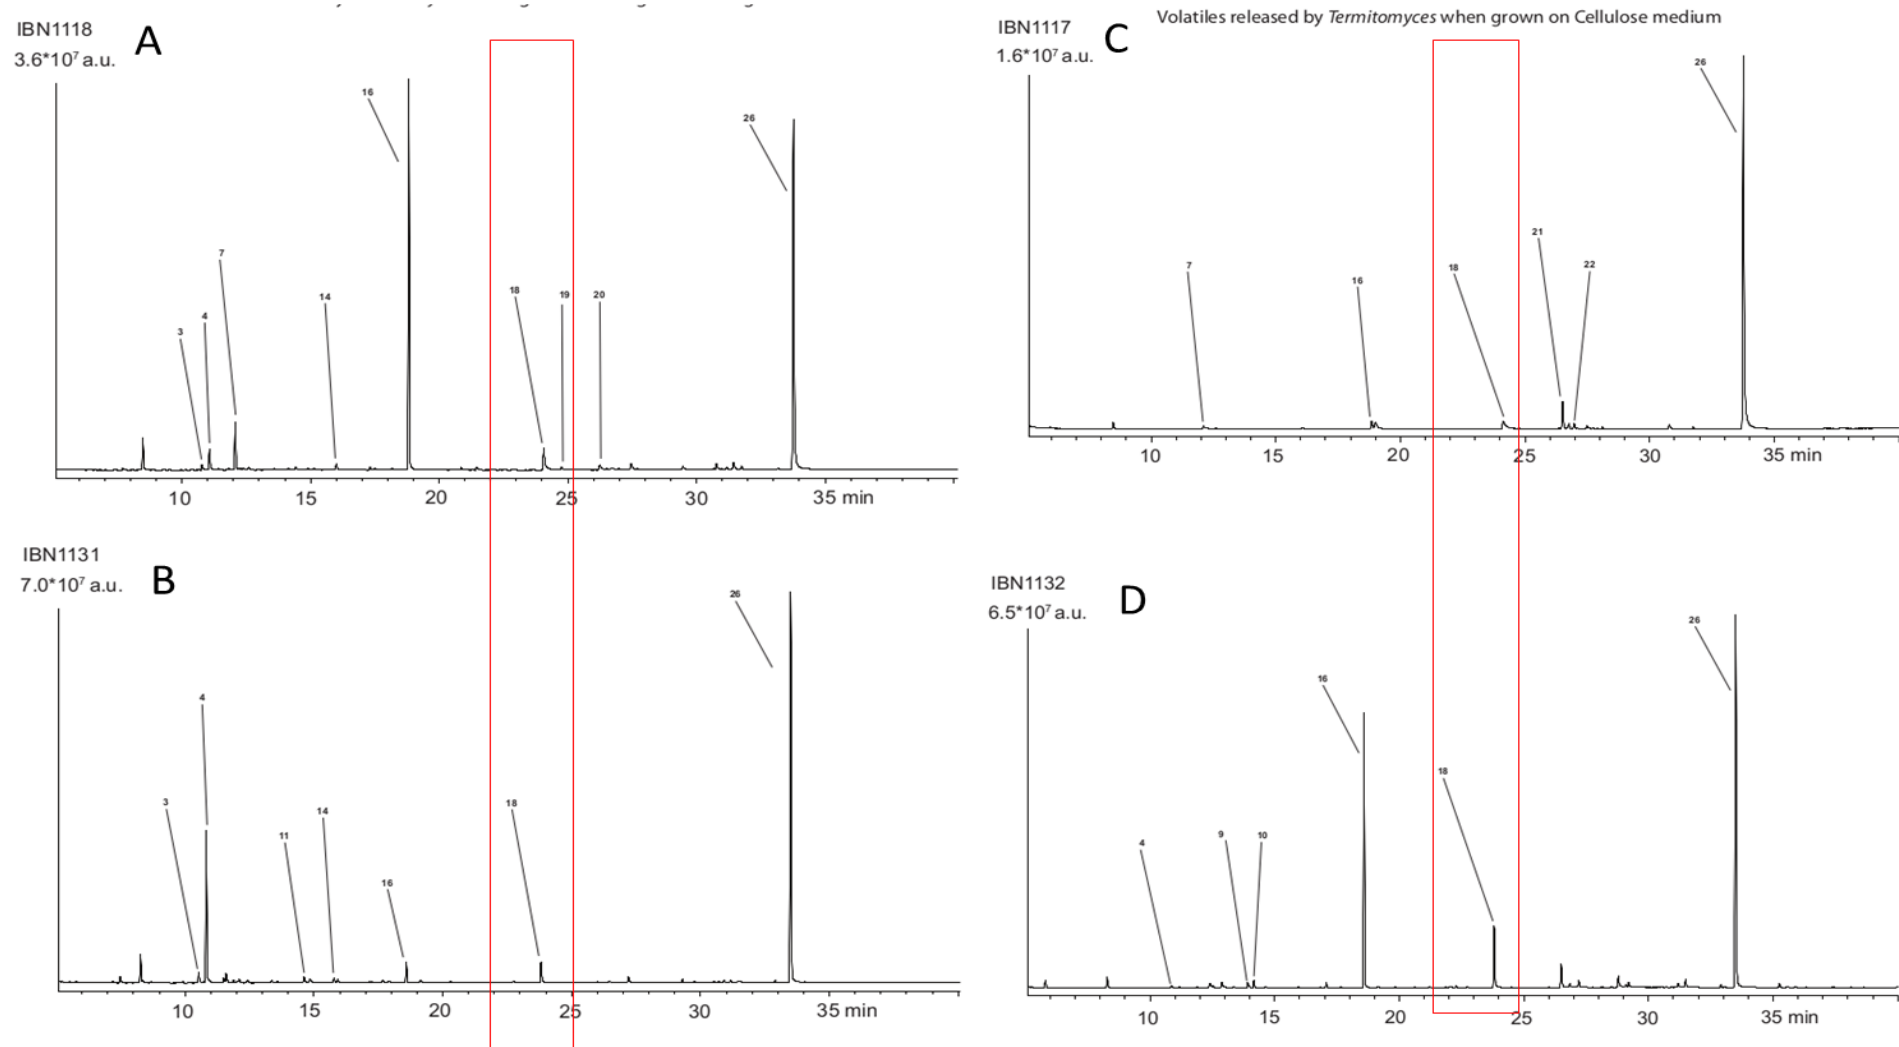 IBN1118
A
3.6*10⁷ a.u.
16
26
7
14
4
3
18
19
20
10
15
20
25
30
35 min
Volatiles released by Termitomyces when grown on Cellulose medium
IBN1117
C
1.6*10⁷ a.u.
26
21
7
18
22
16
10
15
20
25
30
35 min
IBN1131
B
7.0*10⁷ a.u.
26
4
3
14
18
11
16
10
15
20
25
30
35 min
IBN1132
D
6.5*10⁷ a.u.
26
16
18
4
9
10
10
15
20
25
30
35 min